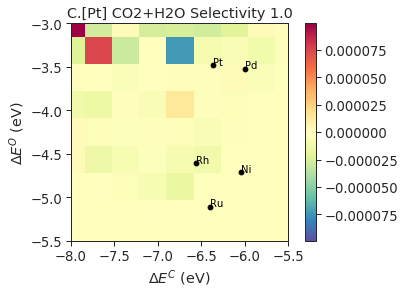 C.[Pt] CO2+H2O Selectivity 1.0
−3.0
−3.5
−4.0
−4.5
−5.0
−5.5
ΔE^O (eV)
Pt
Pd
Rh
Ni
Ru
−8.0 −7.5 −7.0 −6.5 −6.0 −5.5
ΔE^C (eV)
0.000075
0.000050
0.000025
0.000000
−0.000025
−0.000050
−0.000075